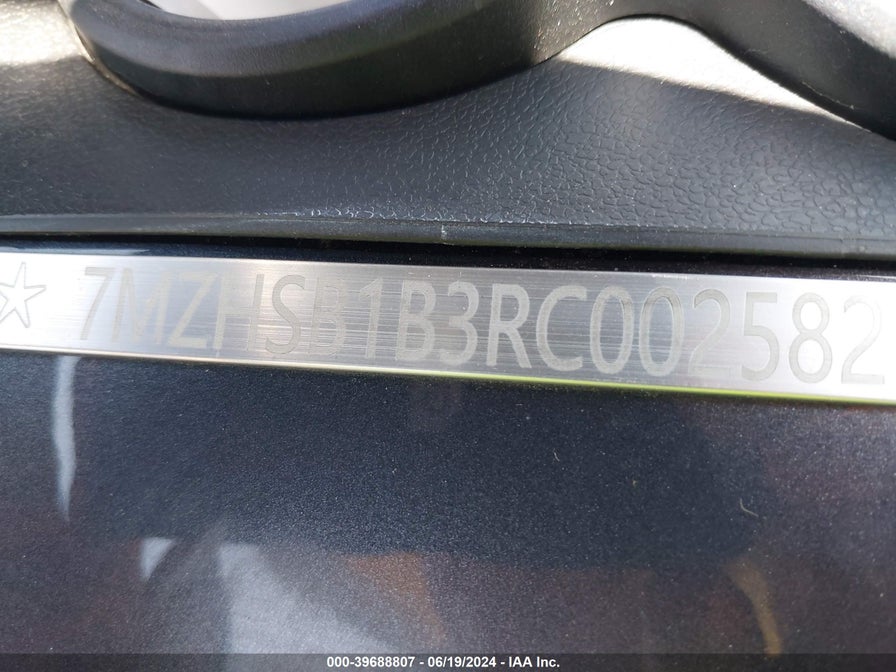 ☆ 7MZHSB1B3RC002582
000-39688807 - 06/19/2024 - IAA Inc.